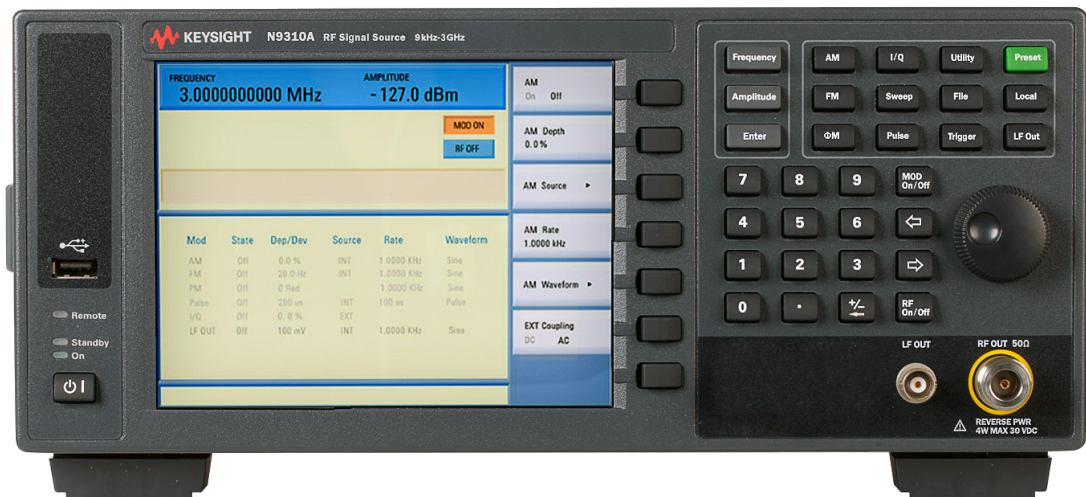 KEYSIGHT N9310A RF Signal Source 9kHz-3GHz
FREQUENCY AMPLITUDE
3.0000000000 MHz -127.0 dBm
MOD ON
RF OFF
Mod State Dep/Dev Source Rate Waveform
AM Off 0.0 % INT 1.0000 KHz Sine
FM Off 20.0 Hz INT 1.0000 KHz Sine
PM Off 0 Rad 1.0000 KHz Sine
Pulse Off 200 us INT 100 us Pulse
I/Q Off 0. 0 % EXT
LF OUT Off 100 mV INT 1.0000 KHz Sine
AM
On Off
AM Depth
0.0 %
AM Source
AM Rate
1.0000 kHz
AM Waveform
EXT Coupling
DC AC
Remote
Standby
On
Frequency AM I/Q Utility Preset
Amplitude FM Sweep File Local
Enter ΦM Pulse Trigger LF Out
7 8 9 MOD
On/Off
4 5 6
1 2 3
0 · +/− RF
On/Off
LF OUT RF OUT 50Ω
REVERSE PWR
4W MAX 30 VDC